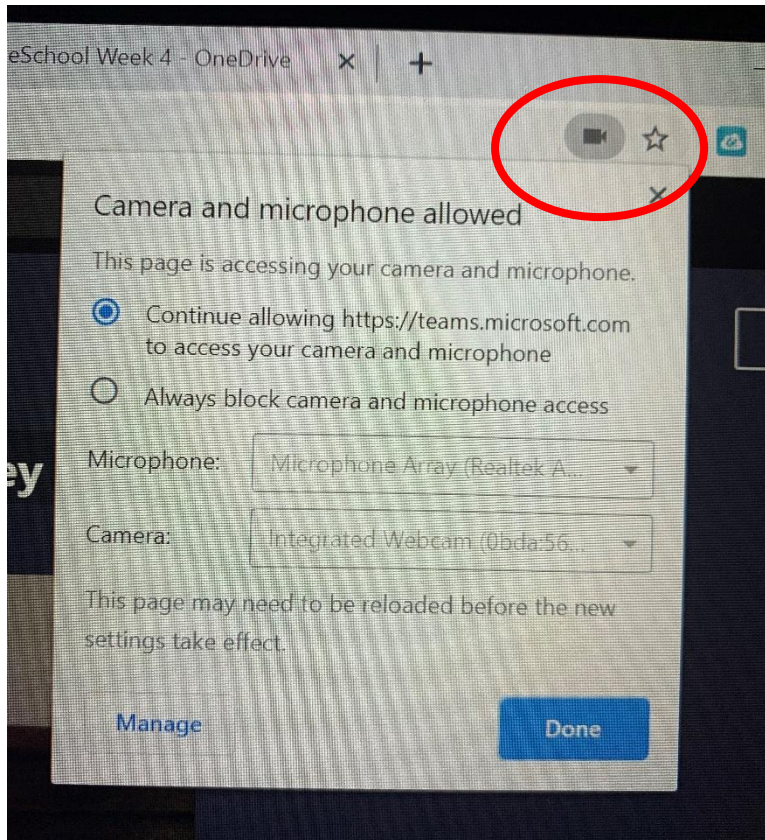 eSchool Week 4 - OneDrive
Camera and microphone allowed
This page is accessing your camera and microphone.
Continue allowing https://teams.microsoft.com
to access your camera and microphone
Always block camera and microphone access
ey
Microphone: Microphone Array (Realtek A...
Camera: Integrated Webcam (0bda:56...
This page may need to be reloaded before the new
settings take effect.
Manage Done